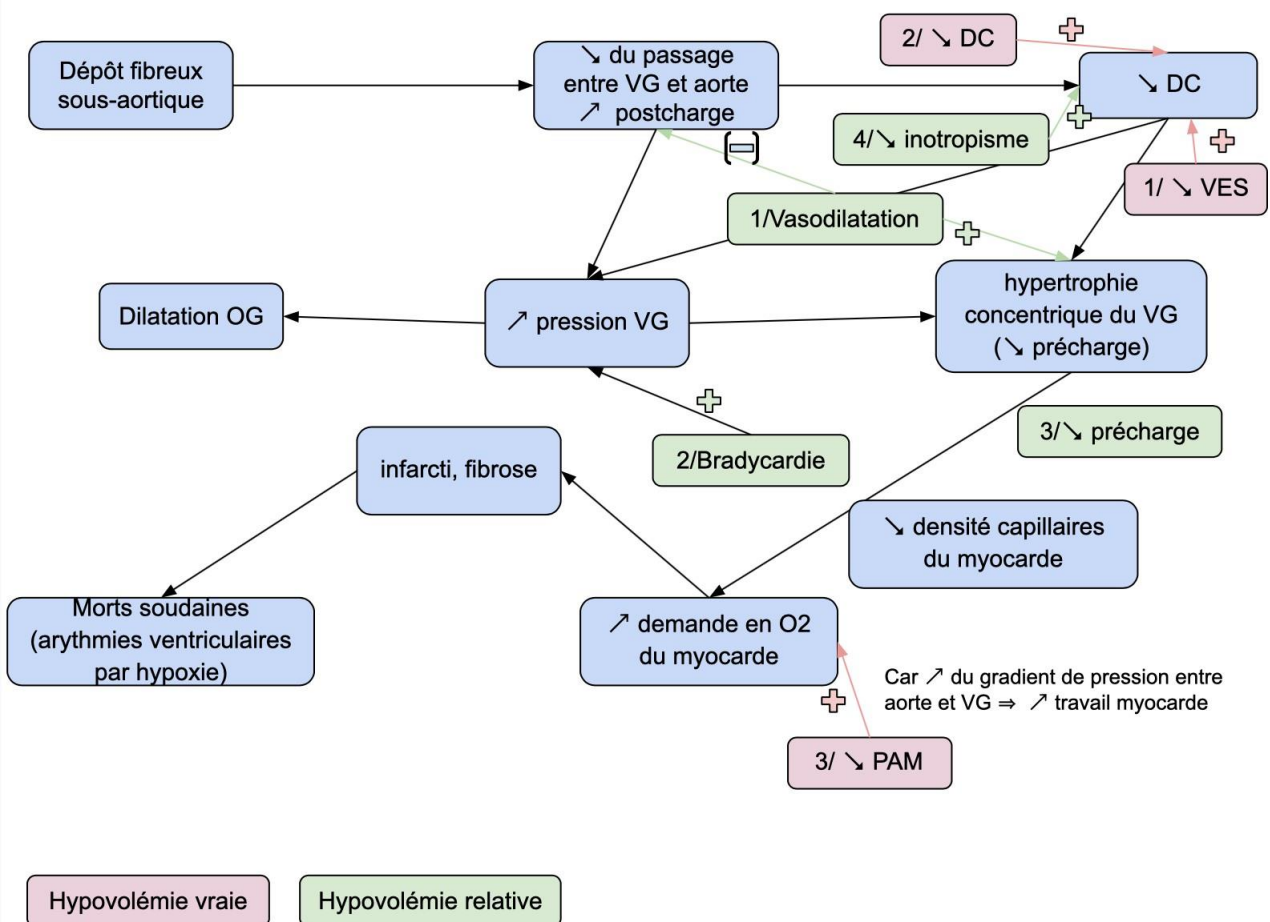 2/ ↘ DC
Dépôt fibreux
sous-aortique
↘ du passage
entre VG et aorte
↗ postcharge
↘ DC
4/↘ inotropisme
1/ ↘ VES
1/Vasodilatation
Dilatation OG
↗ pression VG
hypertrophie
concentrique du VG
(↘ précharge)
3/↘ précharge
2/Bradycardie
infarcti, fibrose
↘ densité capillaires
du myocarde
Morts soudaines
(arythmies ventriculaires
par hypoxie)
↗ demande en O2
du myocarde
Car ↗ du gradient de pression entre
aorte et VG ⇒ ↗ travail myocarde
3/ ↘ PAM
Hypovolémie vraie
Hypovolémie relative